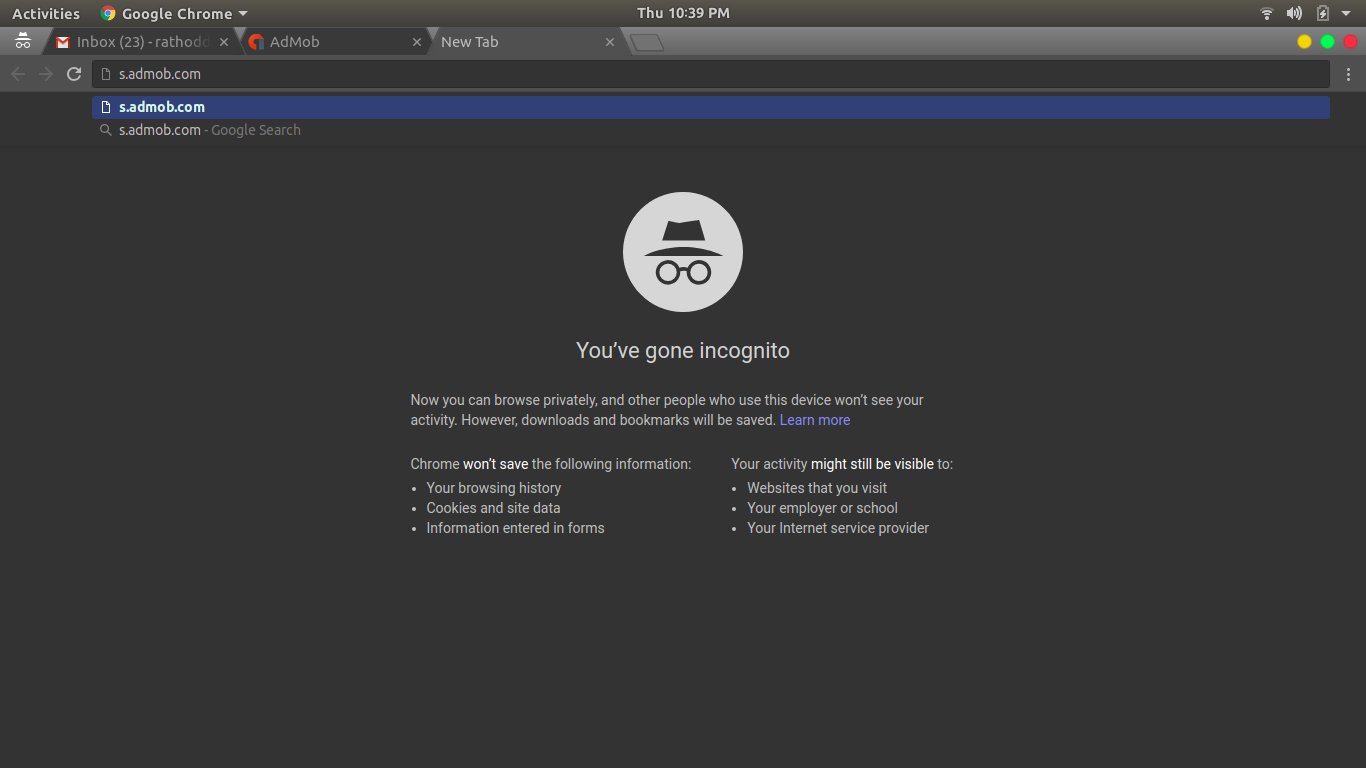 Activities Google Chrome Thu 10:39 PM
Inbox (23) - rathod AdMob New Tab
s.admob.com
s.admob.com
s.admob.com - Google Search
You’ve gone incognito
Now you can browse privately, and other people who use this device won’t see your
activity. However, downloads and bookmarks will be saved. Learn more
Chrome won’t save the following information:
Your browsing history
Cookies and site data
Information entered in forms
Your activity might still be visible to:
Websites that you visit
Your employer or school
Your Internet service provider